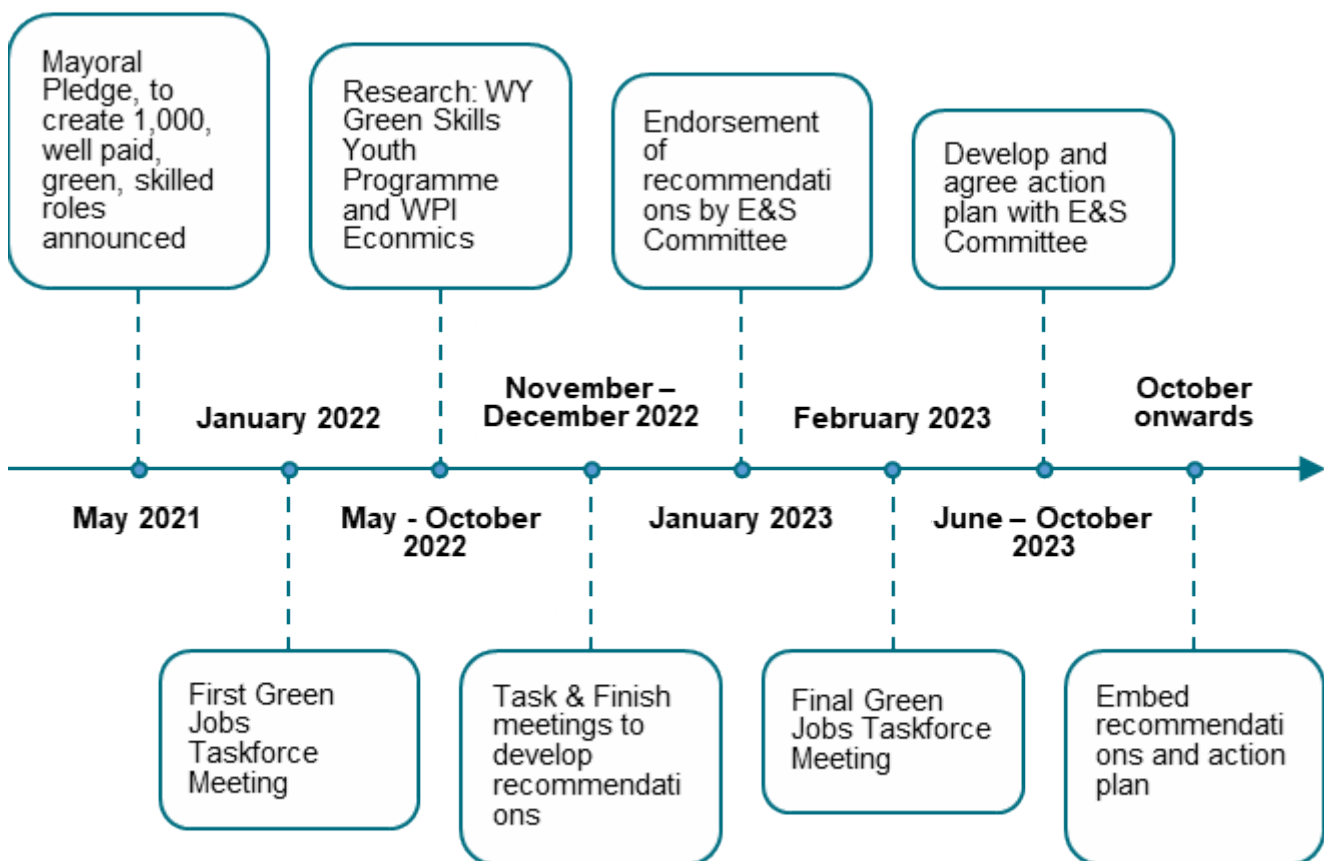 Mayoral
Pledge, to
create 1,000,
well paid,
green, skilled
roles
announced
Research: WY
Green Skills
Youth
Programme
and WPI
Econmics
Endorsement
of
recommendati
ons by E&S
Committee
Develop and
agree action
plan with E&S
Committee
January 2022
November –
December 2022
February 2023
October
onwards
May 2021
May - October
2022
January 2023
June – October
2023
First Green
Jobs
Taskforce
Meeting
Task & Finish
meetings to
develop
recommendati
ons
Final Green
Jobs Taskforce
Meeting
Embed
recommendati
ons and action
plan